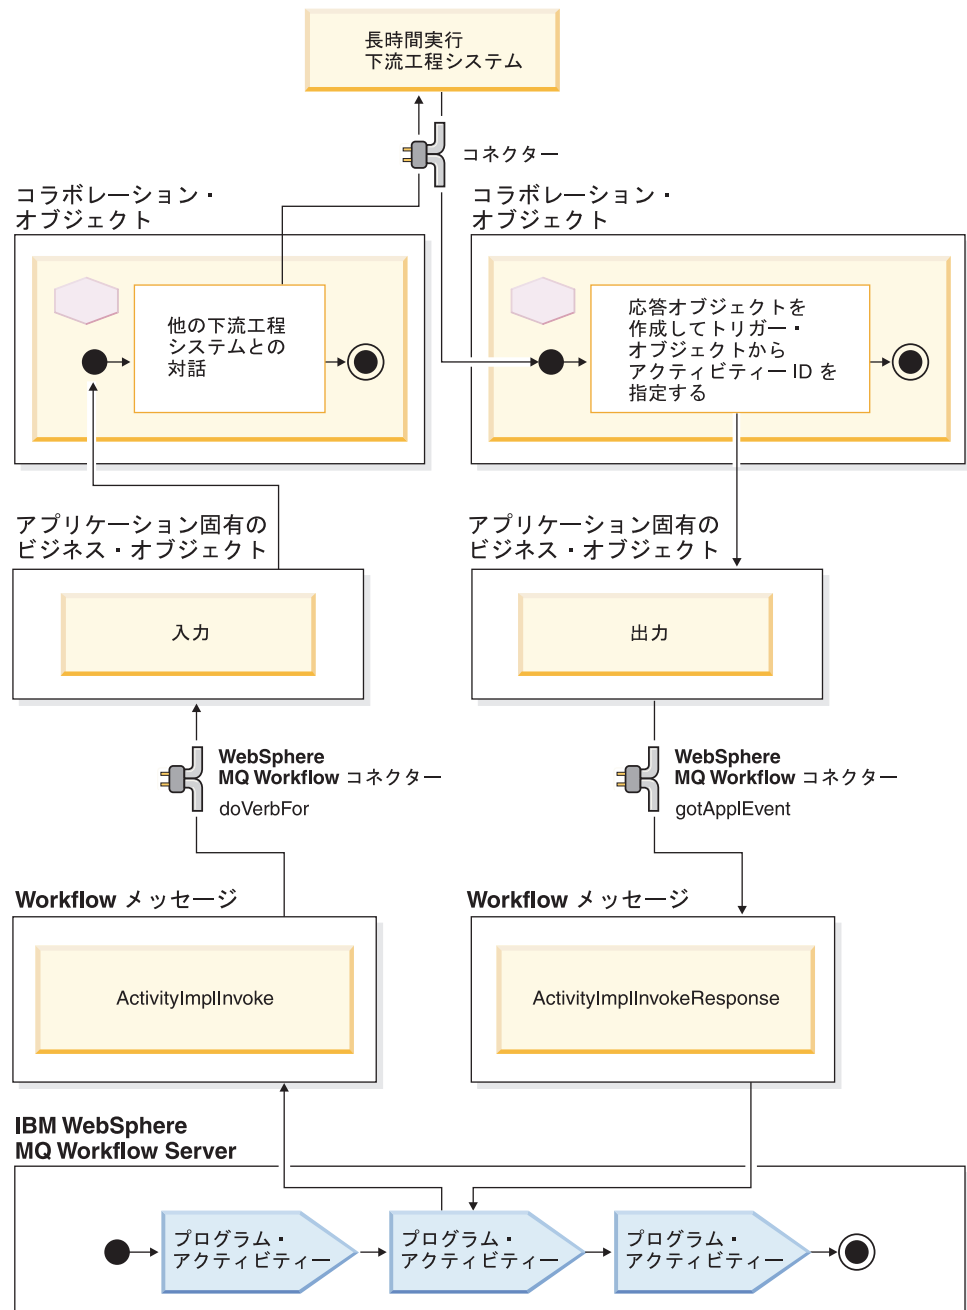 長時間実行
下流工程システム
コネクター
コラボレーション・
オブジェクト
コラボレーション・
オブジェクト
他の下流工程
システムとの
対話
応答オブジェクトを
作成してトリガー・
オブジェクトから
アクティビティー ID を
指定する
アプリケーション固有の
ビジネス・オブジェクト
アプリケーション固有の
ビジネス・オブジェクト
入力
出力
WebSphere
MQ Workflow コネクター
doVerbFor
WebSphere
MQ Workflow コネクター
gotApplEvent
Workflow メッセージ
Workflow メッセージ
ActivityImplInvoke
ActivityImplInvokeResponse
IBM WebSphere
MQ Workflow Server
プログラム・
アクティビティー
プログラム・
アクティビティー
プログラム・
アクティビティー